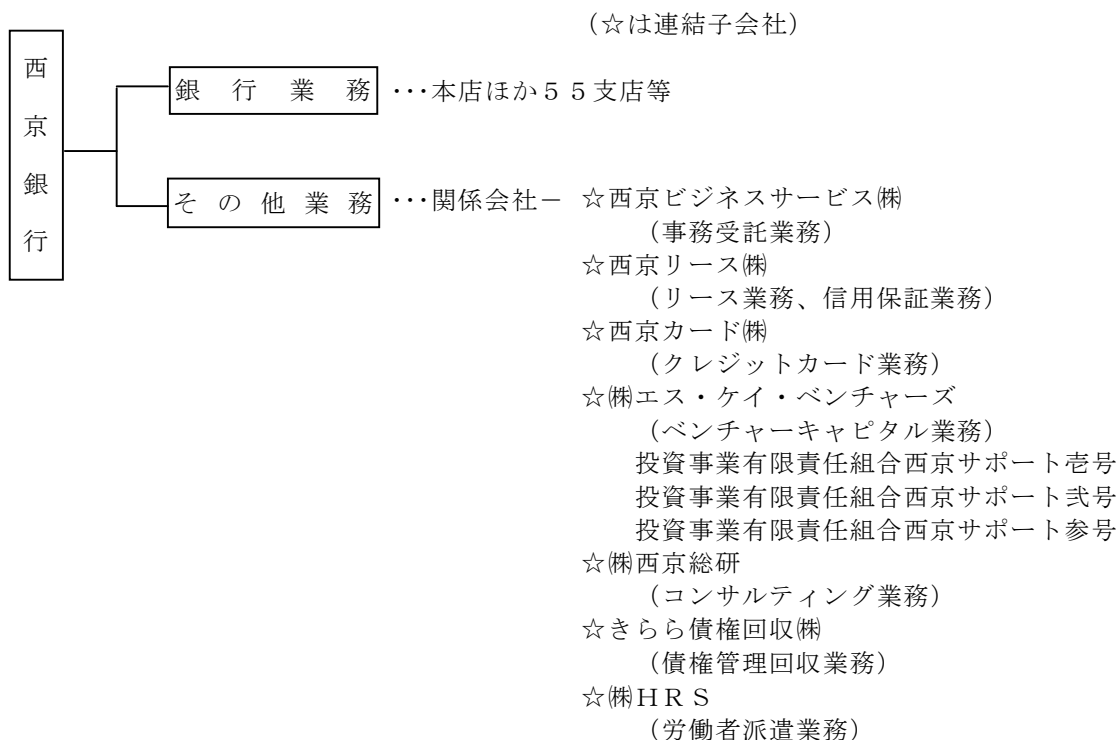 （☆は連結子会社）
西京銀行
銀行業務 ･･･本店ほか５５支店等
その他業務 ･･･関係会社－ ☆西京ビジネスサービス㈱
（事務受託業務）
☆西京リース㈱
（リース業務、信用保証業務）
☆西京カード㈱
（クレジットカード業務）
☆㈱エス・ケイ・ベンチャーズ
（ベンチャーキャピタル業務）
投資事業有限責任組合西京サポート壱号
投資事業有限責任組合西京サポート弐号
投資事業有限責任組合西京サポート参号
☆㈱西京総研
（コンサルティング業務）
☆きらら債権回収㈱
（債権管理回収業務）
☆㈱ＨＲＳ
（労働者派遣業務）